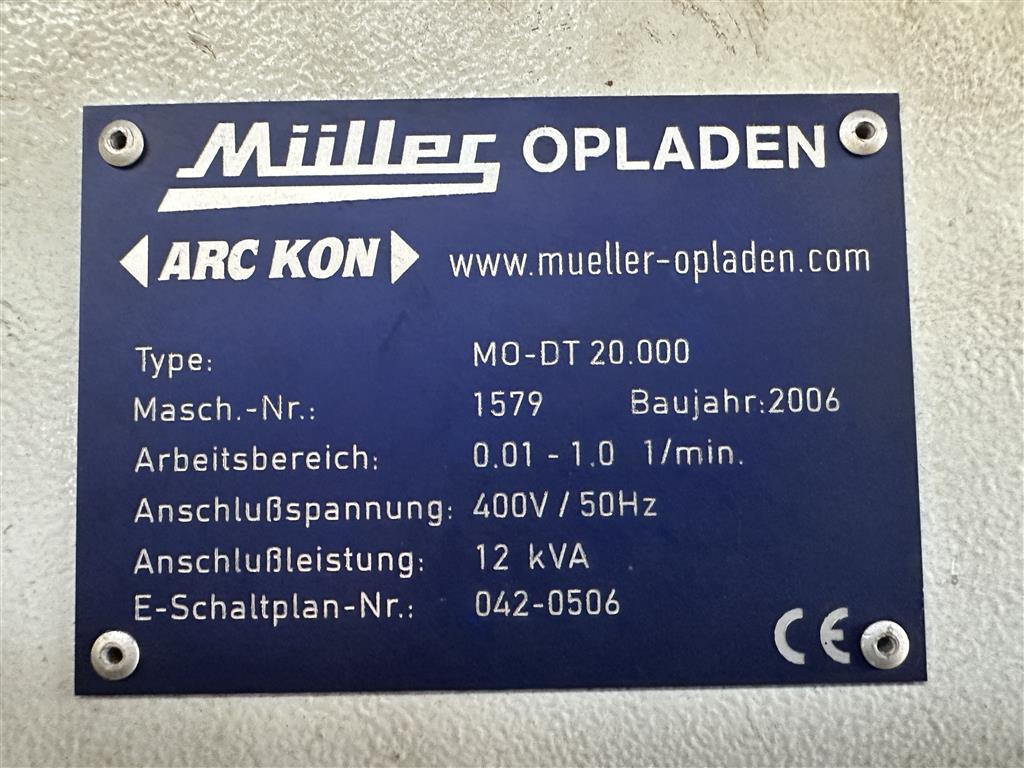 Müller OPLADEN
ARC KON www.mueller-opladen.com
Type: MO-DT 20.000
Masch.-Nr.: 1579 Baujahr:2006
Arbeitsbereich: 0.01 - 1.0 1/min.
Anschlußspannung: 400V / 50Hz
Anschlußleistung: 12 kVA
E-Schaltplan-Nr.: 042-0506
CE